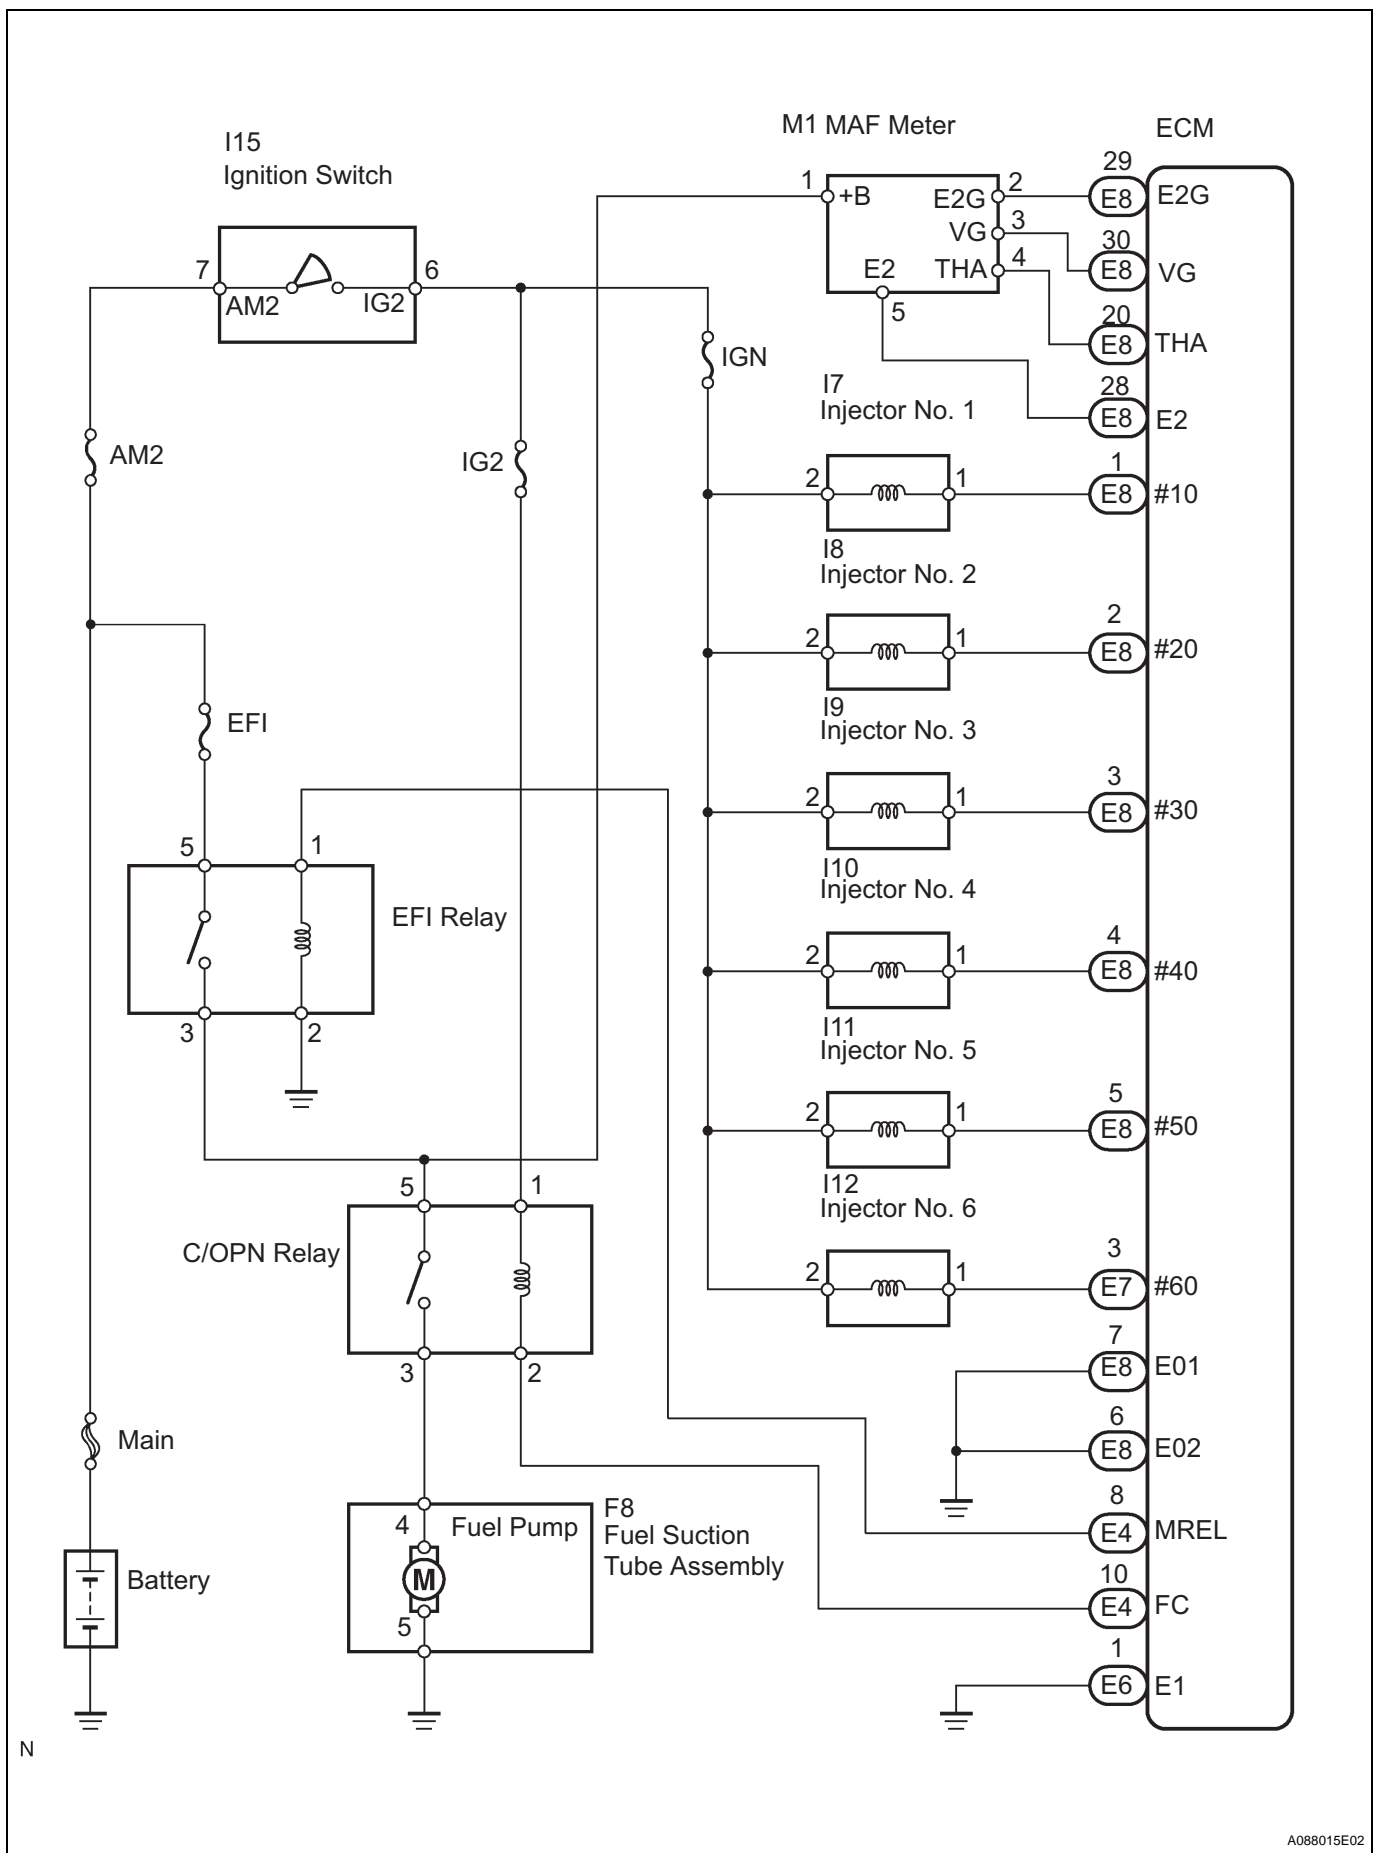 M1 MAF Meter
ECM
I15
Ignition Switch
29
1
+B
E2G
2
E8
E2G
VG
3
30
7
6
E2
THA
4
E8
VG
AM2
IG2
5
20
E8
THA
IGN
I7
Injector No. 1
28
E8
E2
AM2
IG2
1
2
1
E8
#10
I8
Injector No. 2
2
2
1
E8
#20
I9
Injector No. 3
EFI
3
2
1
E8
#30
5
1
I10
Injector No. 4
EFI Relay
4
2
1
E8
#40
3
2
I11
Injector No. 5
5
2
1
E8
#50
5
1
I12
Injector No. 6
C/OPN Relay
3
2
1
E7
#60
3
2
7
E8
E01
Main
6
E8
E02
8
4
Fuel Pump
F8
Fuel Suction
Tube Assembly
E4
MREL
Battery
M
10
E4
FC
5
1
E6
E1
N
A088015E02